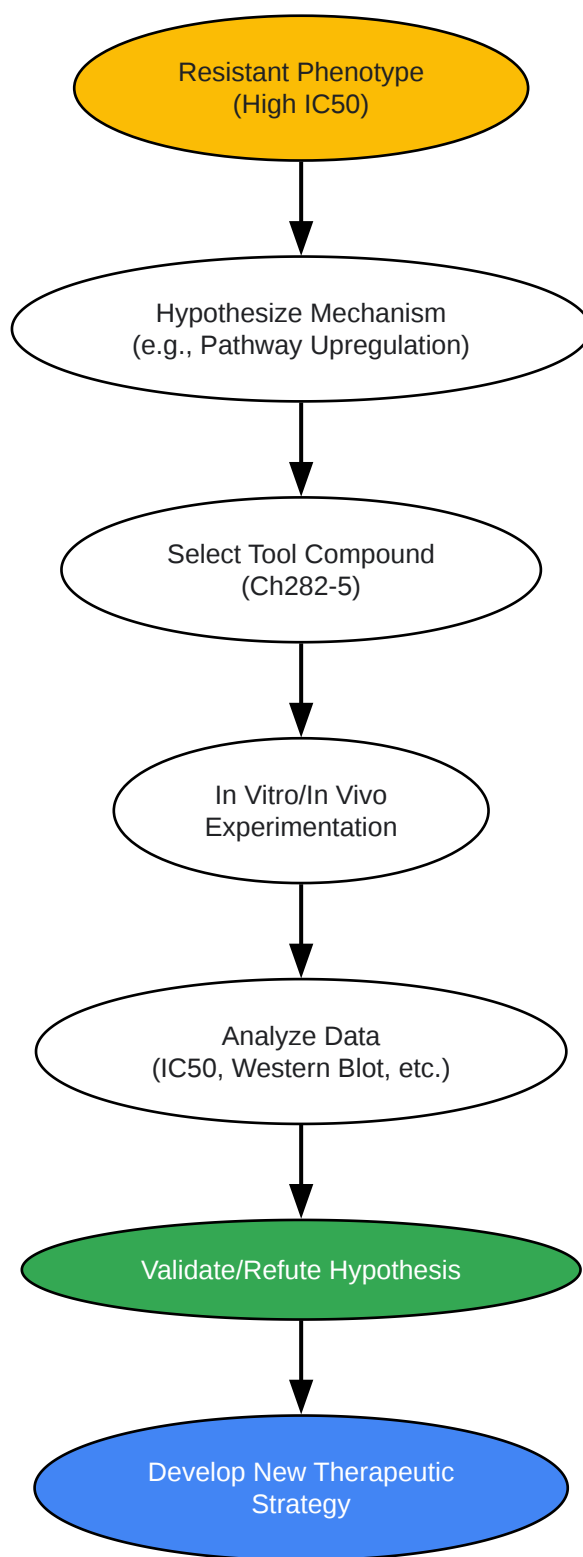 Resistant Phenotype
(High IC50)
Hypothesize Mechanism
(e.g., Pathway Upregulation)
Select Tool Compound
(Ch282-5)
In Vitro/In Vivo
Experimentation
Analyze Data
(IC50, Western Blot, etc.)
Validate/Refute Hypothesis
Develop New Therapeutic
Strategy